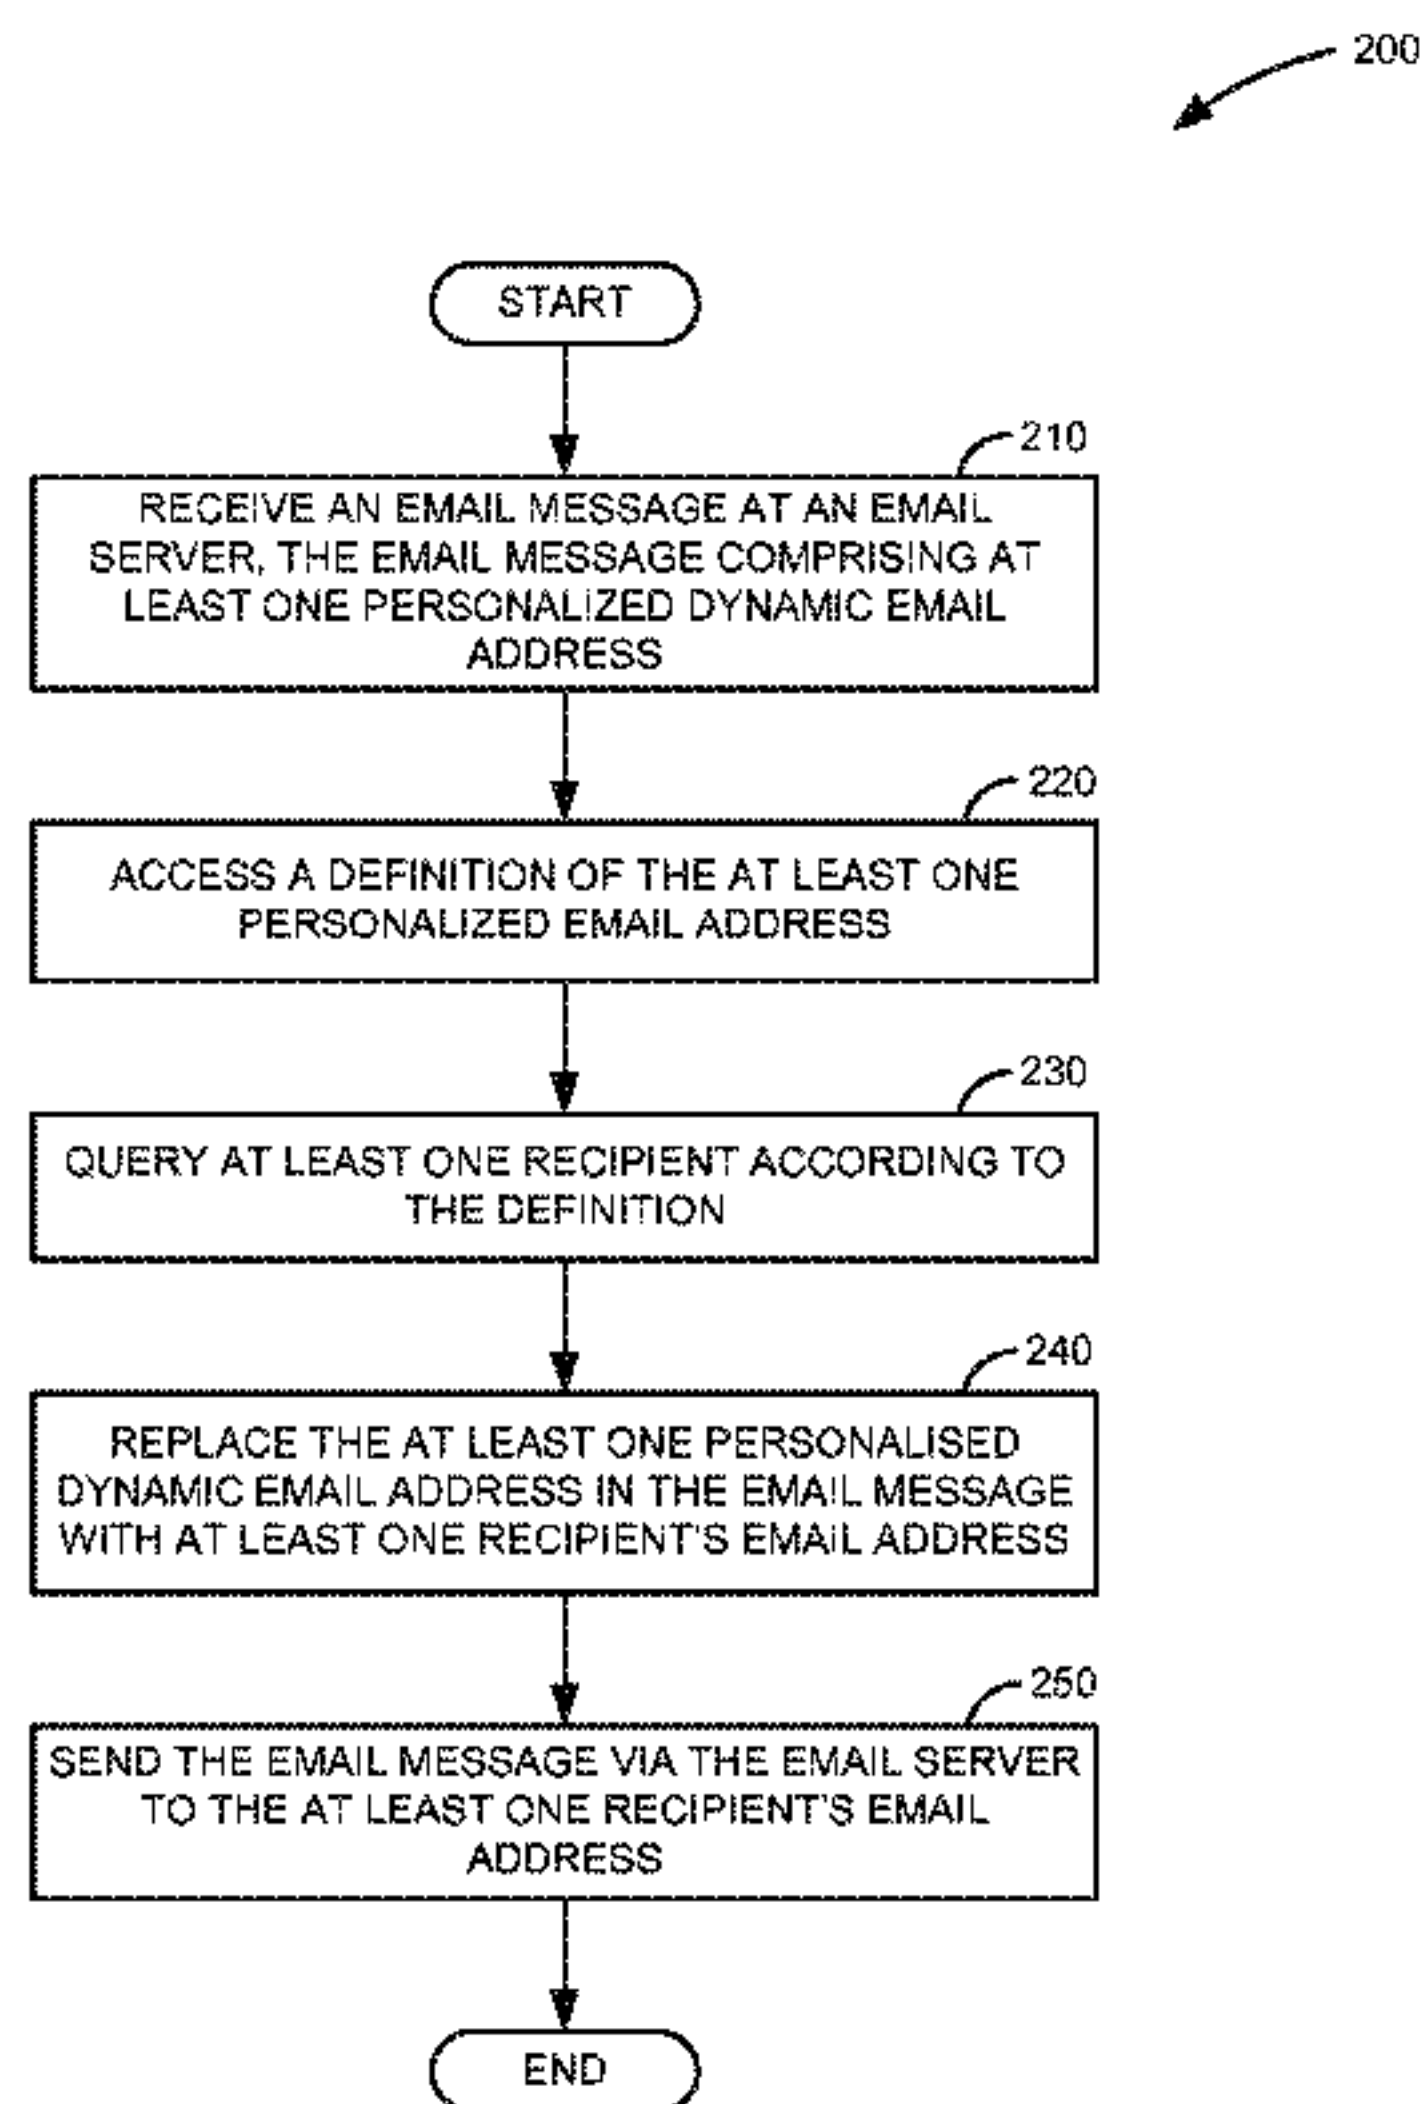 200
START
210
RECEIVE AN EMAIL MESSAGE AT AN EMAIL
SERVER, THE EMAIL MESSAGE COMPRISING AT
LEAST ONE PERSONALIZED DYNAMIC EMAIL
ADDRESS
220
ACCESS A DEFINITION OF THE AT LEAST ONE
PERSONALIZED EMAIL ADDRESS
230
QUERY AT LEAST ONE RECIPIENT ACCORDING TO
THE DEFINITION
240
REPLACE THE AT LEAST ONE PERSONALISED
DYNAMIC EMAIL ADDRESS IN THE EMAIL MESSAGE
WITH AT LEAST ONE RECIPIENT'S EMAIL ADDRESS
250
SEND THE EMAIL MESSAGE VIA THE EMAIL SERVER
TO THE AT LEAST ONE RECIPIENT'S EMAIL
ADDRESS
END